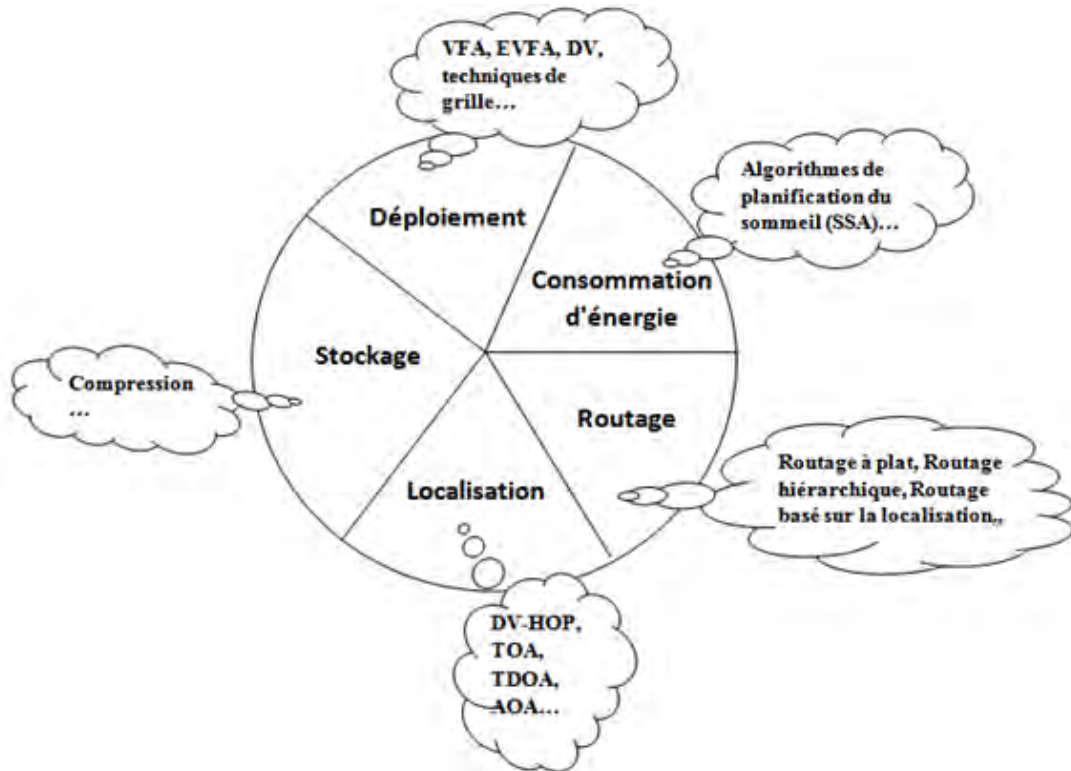 VFA, EVFA, DV,
techniques de
grille...
Algorithmes de
planification du
sommeil (SSA)...
Déploiement
Consommation
d'énergie
Stockage
Compression
...
Routage
Localisation
Routage à plat, Routage
hiérarchique, Routage
basé sur la localisation,,
DV-HOP,
TOA,
TDOA,
AOA...